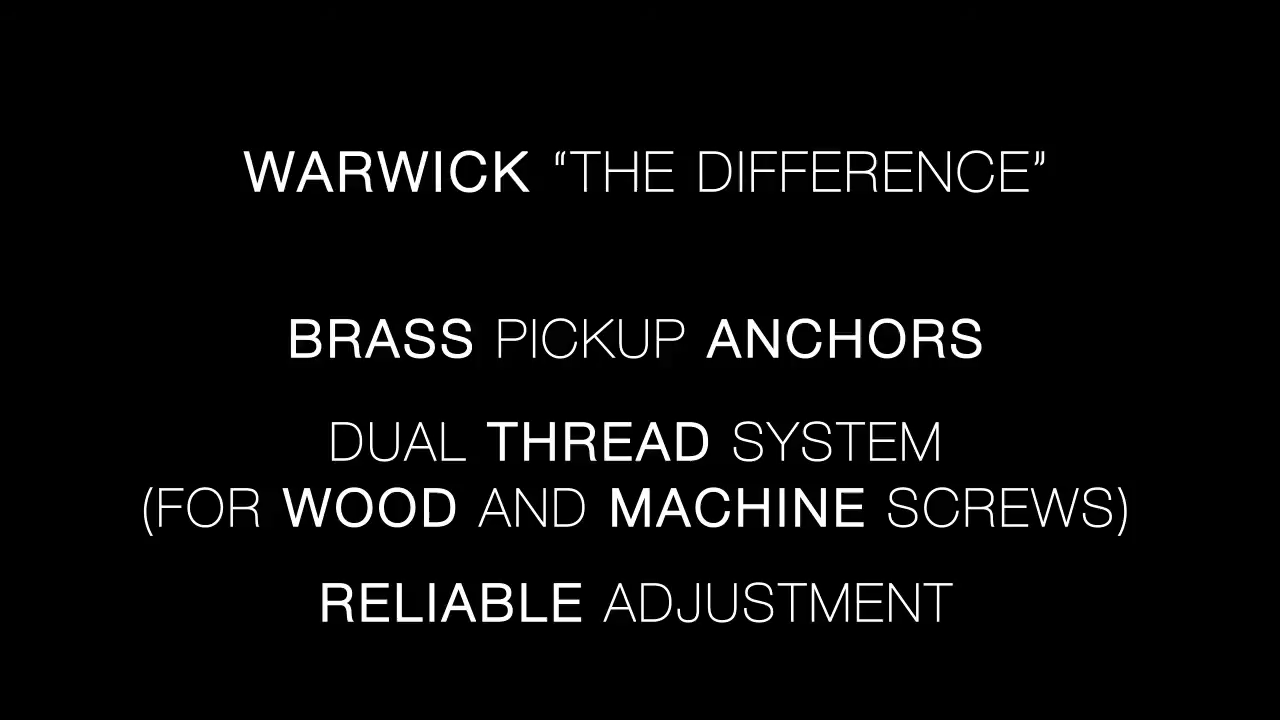 WARWICK “THE DIFFERENCE”
BRASS PICKUP ANCHORS
DUAL THREAD SYSTEM
(FOR WOOD AND MACHINE SCREWS)
RELIABLE ADJUSTMENT